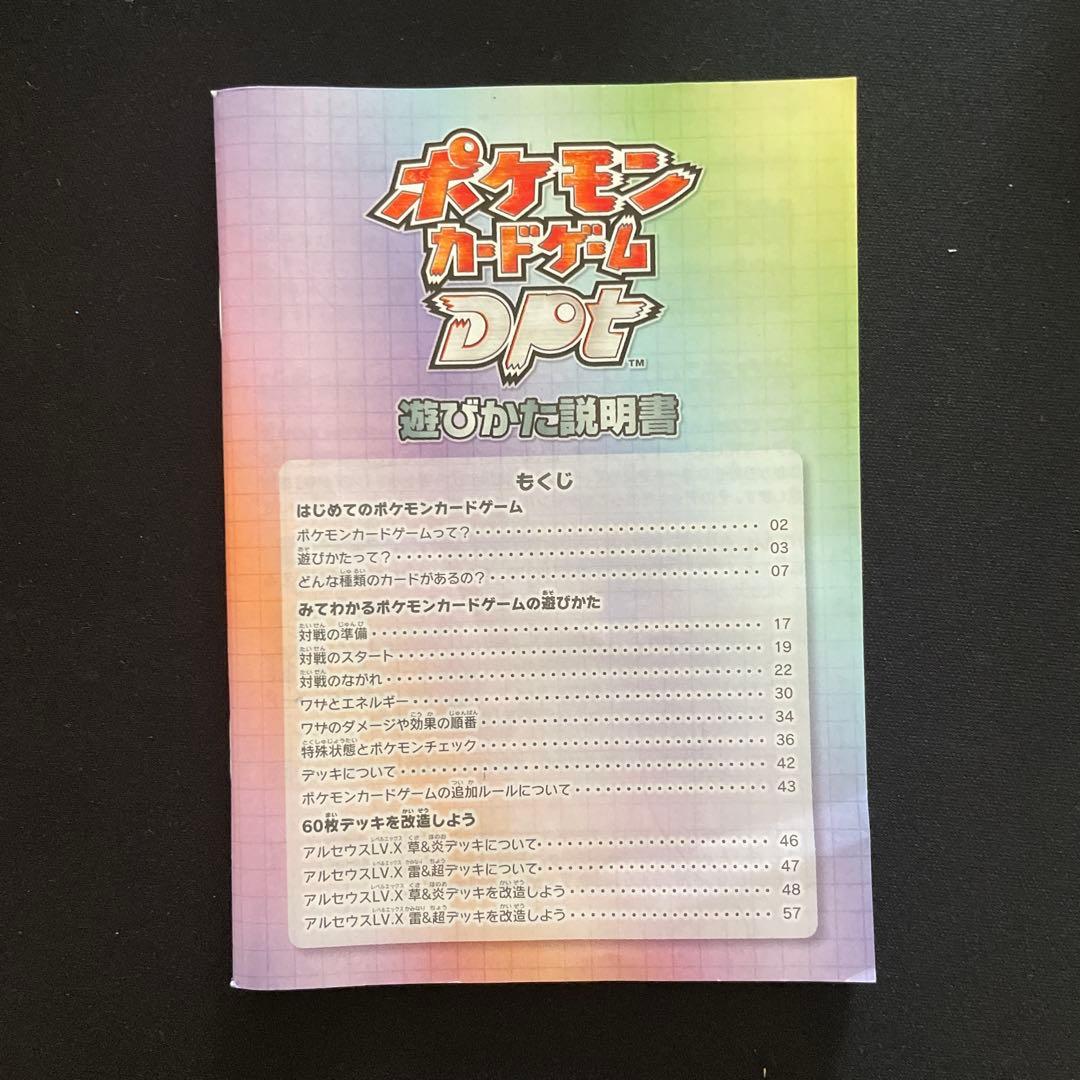 ポケモン
カードゲーム
DPt™
遊びかた説明書
もくじ
はじめてのポケモンカードゲーム
ポケモンカードゲームって？ 02
遊びかたって？ 03
どんな種類のカードがあるの？ 07
みてわかるポケモンカードゲームの遊びかた
対戦の準備 17
対戦のスタート 19
対戦のながれ 22
ワザとエネルギー 30
ワザのダメージや効果の順番 34
特殊状態とポケモンチェック 36
デッキについて 42
ポケモンカードゲームの追加ルールについて 43
60枚デッキを改造しよう
アルセウスLV.X 草&炎デッキについて 46
アルセウスLV.X 雷&超デッキについて 47
アルセウスLV.X 草&炎デッキを改造しよう 48
アルセウスLV.X 雷&超デッキを改造しよう 57